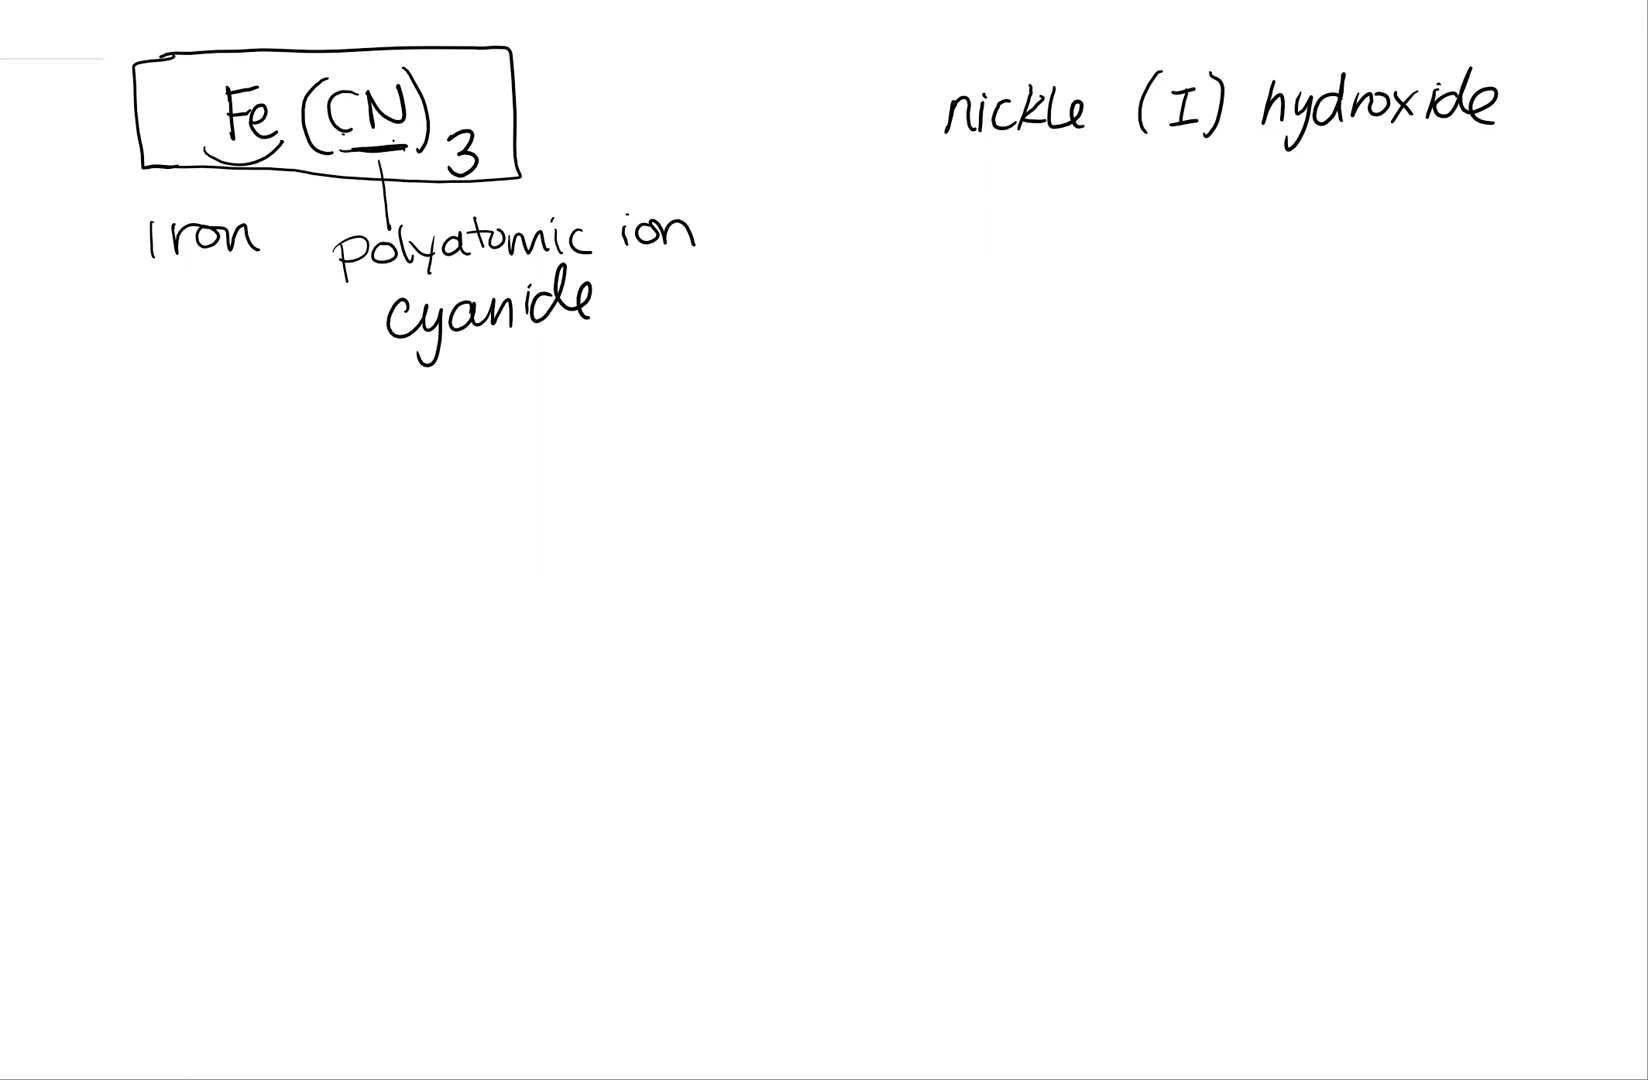 Fe (CN)3
nickle (I) hydroxide
Iron
polyatomic ion
cyanide